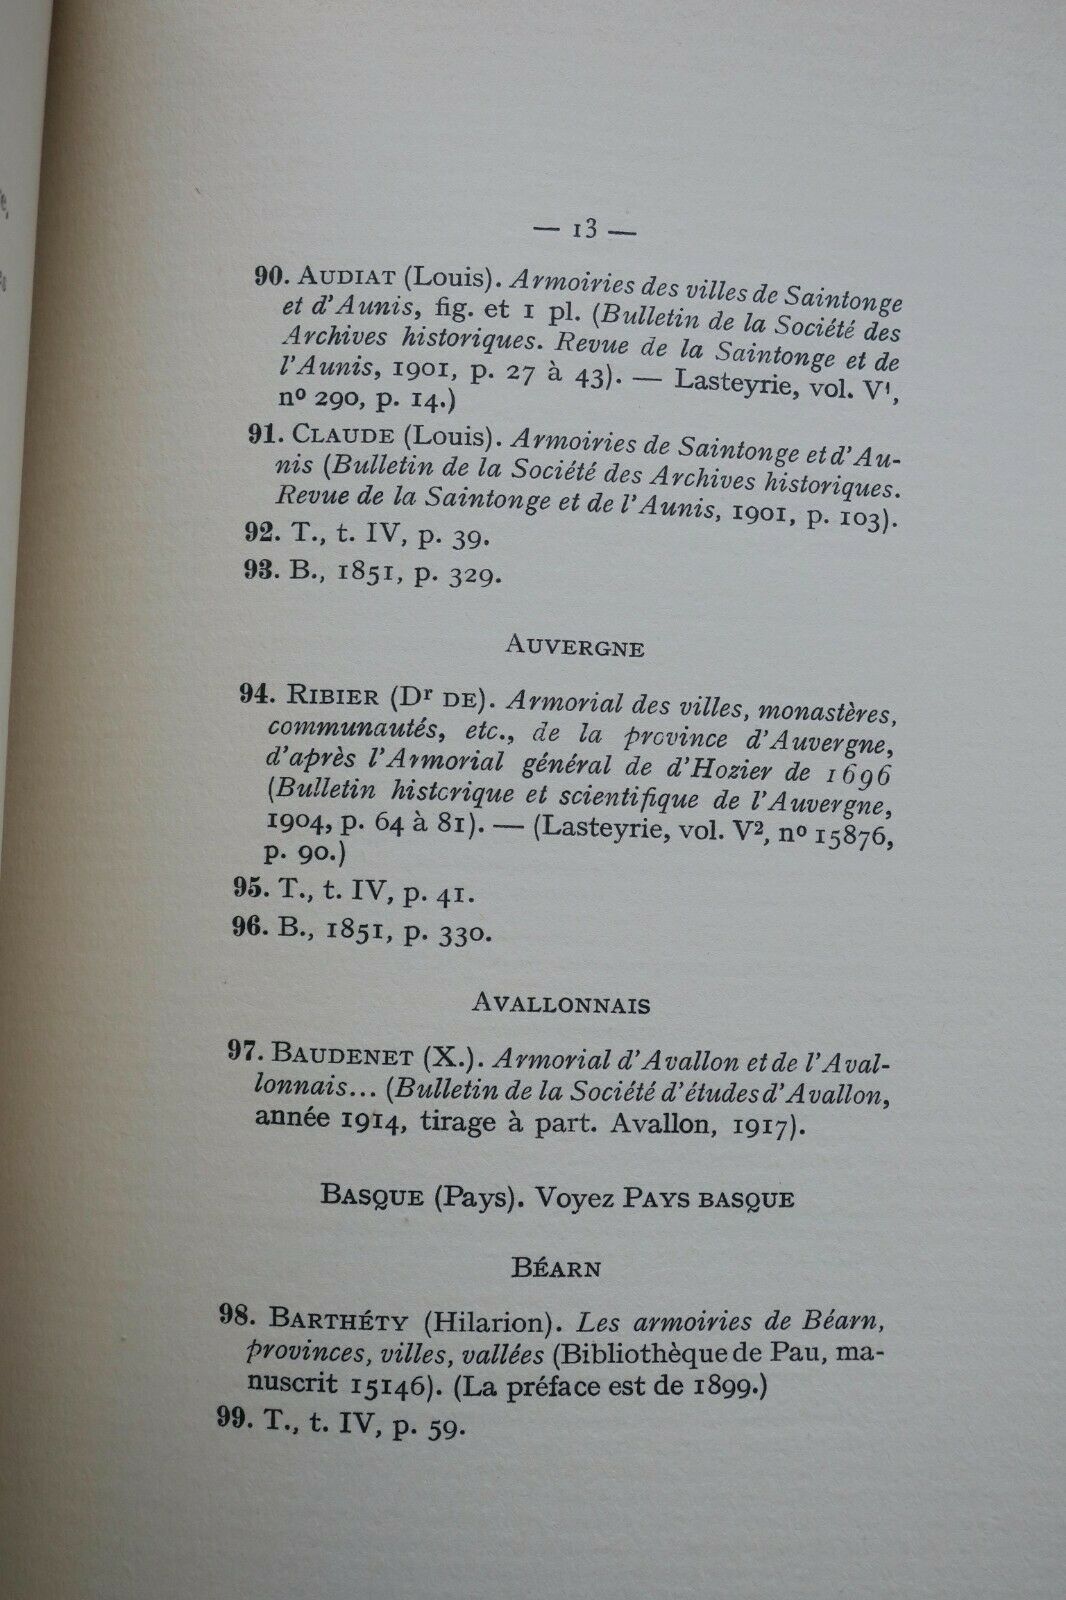 — 13 —
90. AUDIAT (Louis). Armoiries des villes de Saintonge
et d'Aunis, fig. et 1 pl. (Bulletin de la Société des
Archives historiques. Revue de la Saintonge et de
l'Aunis, 1901, p. 27 à 43). — Lasteyrie, vol. V¹,
nº 290, p. 14.)
91. CLAUDE (Louis). Armoiries de Saintonge et d'Au-
nis (Bulletin de la Société des Archives historiques.
Revue de la Saintonge et de l'Aunis, 1901, p. 103).
92. T., t. IV, p. 39.
93. B., 1851, p. 329.
AUVERGNE
94. RIBIER (Dʳ DE). Armorial des villes, monastères,
communautés, etc., de la province d'Auvergne,
d'après l'Armorial général de d'Hozier de 1696
(Bulletin historique et scientifique de l'Auvergne,
1904, p. 64 à 81). — (Lasteyrie, vol. V², nº 15876,
p. 90.)
95. T., t. IV, p. 41.
96. B., 1851, p. 330.
AVALLONNAIS
97. BAUDENET (X.). Armorial d'Avallon et de l'Aval-
lonnais... (Bulletin de la Société d'études d'Avallon,
année 1914, tirage à part. Avallon, 1917).
BASQUE (Pays). Voyez PAYS BASQUE
BÉARN
98. BARTHÉTY (Hilarion). Les armoiries de Béarn,
provinces, villes, vallées (Bibliothèque de Pau, ma-
nuscrit 15146). (La préface est de 1899.)
99. T., t. IV, p. 59.